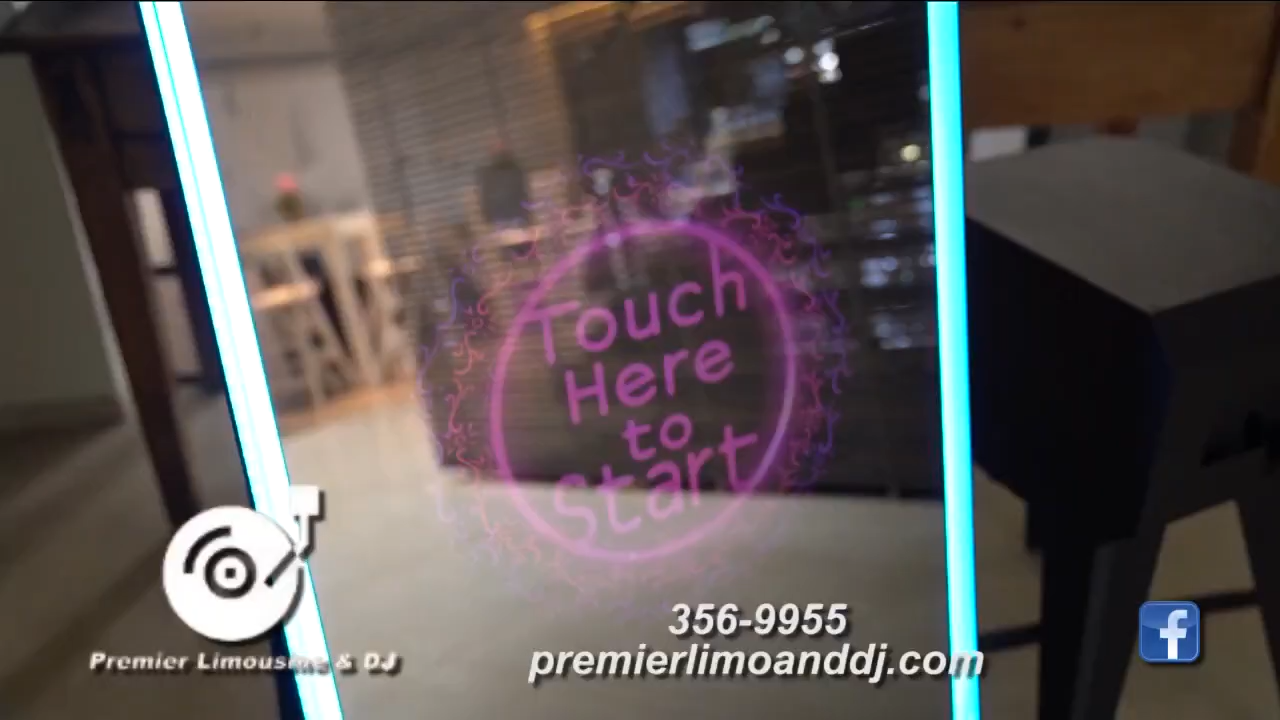 Touch
Here
to
Start
356-9955
Premier Limousine & DJ
premierlimoanddj.com
f